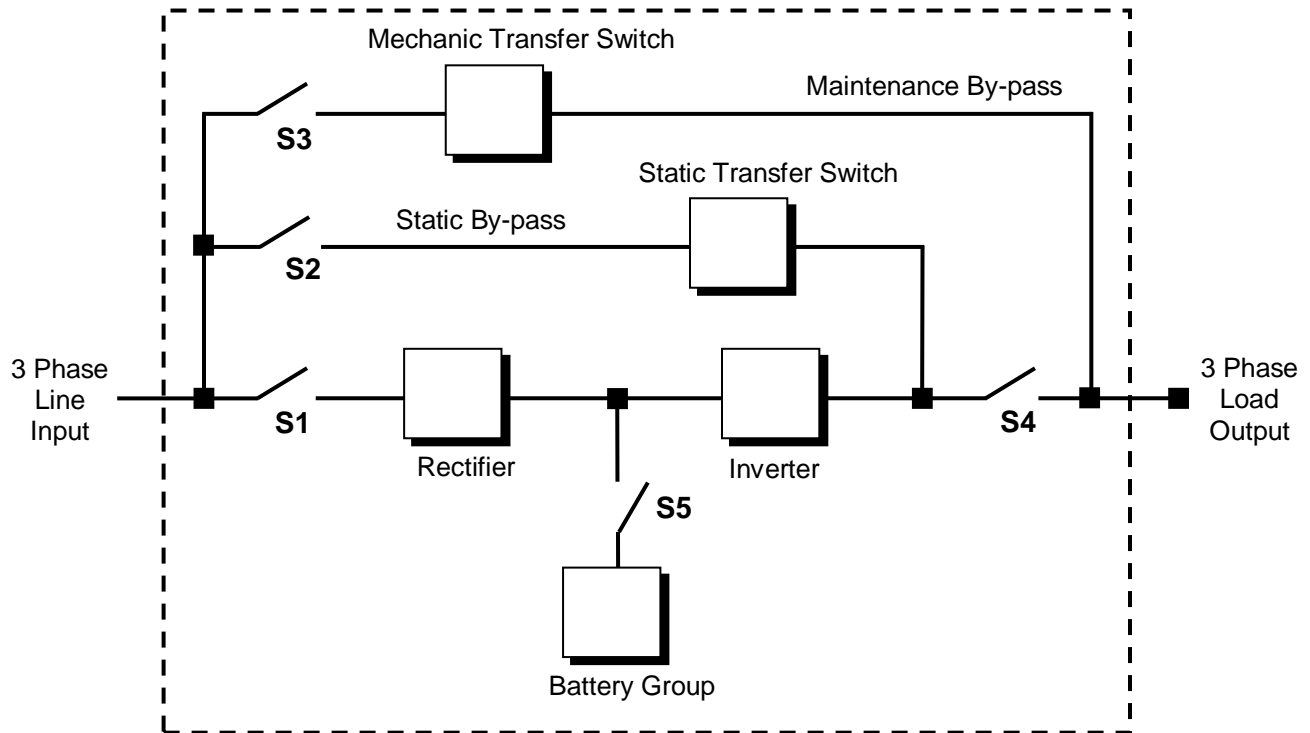 Mechanic Transfer Switch
Maintenance By-pass
S3
Static Transfer Switch
Static By-pass
S2
3 Phase
Line
Input
S1
Rectifier
Inverter
S4
3 Phase
Load
Output
S5
Battery Group